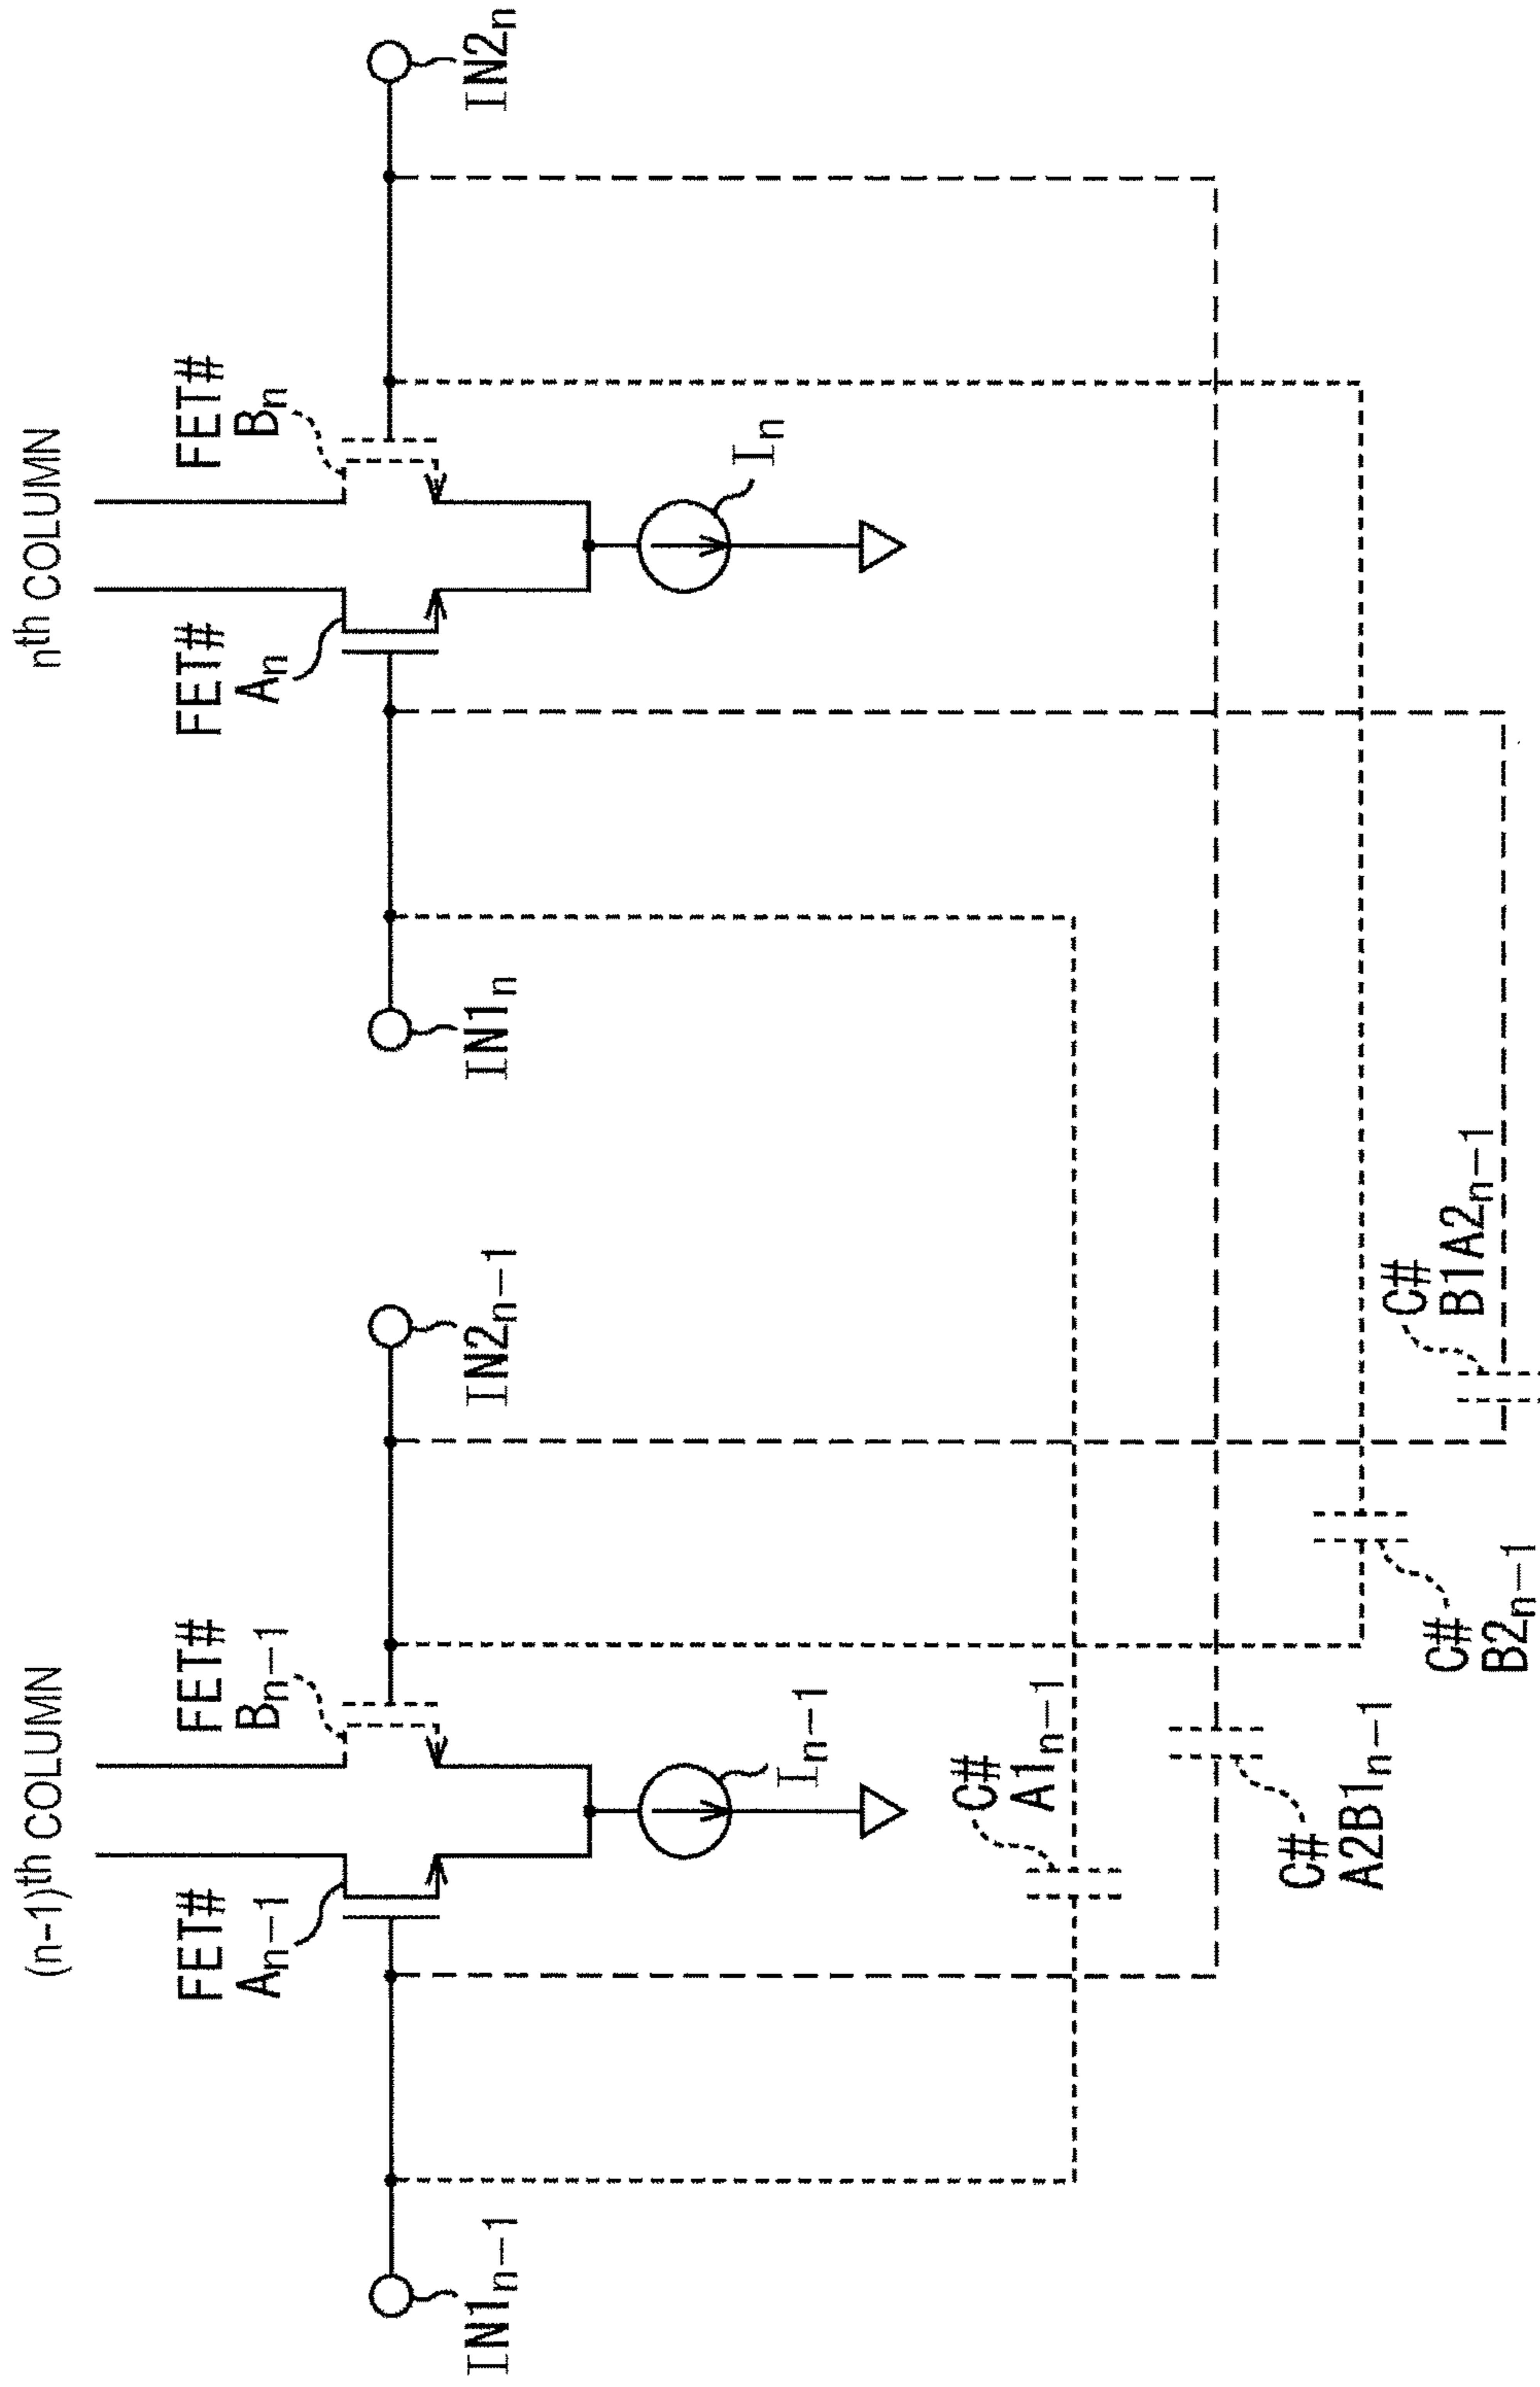 (n-1)th COLUMN
nth COLUMN
FET#
An-1
FET#
Bn-1
FET#
An
FET#
Bn
IN1n-1
IN2n-1
IN1n
IN2n
In-1
In
C#
A1n-1
C#
A2B1n-1
C#
B2n-1
C#
B1A2n-1